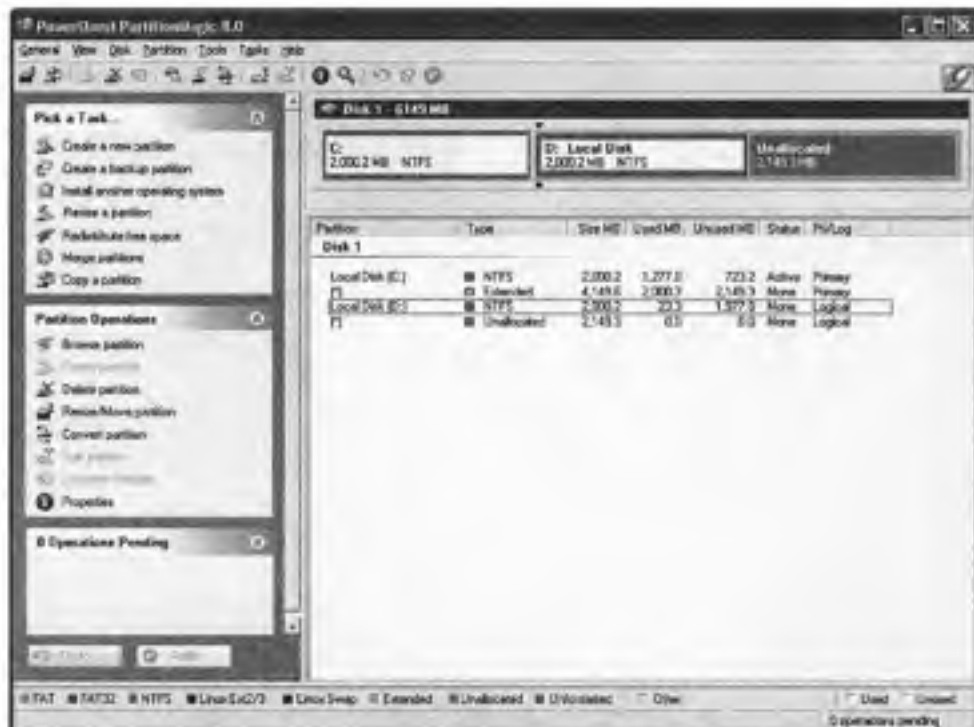 PowerQuest PartitionMagic 8.0
General View Disk Partition Tools Tasks Help
Pick a Task...
Create a new partition
Create a backup partition
Install another operating system
Resize a partition
Redistribute free space
Merge partitions
Copy a partition
Partition Operations
Browse partition
Delete partition
Resize/Move partition
Convert partition
Properties
0 Operations Pending
Disk 1 - 6149 MB
C:
2,000.2 MB NTFS
D: Local Disk
2,000.2 MB NTFS
Unallocated
2,149.3 MB
Partition Type Size MB Used MB Unused MB Status Pri/Log
Disk 1
Local Disk (C:) NTFS 2,000.2 1,277.0 723.2 Active Primary
Extended 4,149.6 2,000.3 2,149.3 None Primary
Local Disk (D:) NTFS 2,000.2 None Logical
Unallocated 2,149.3 0.0 0.0 None Logical
FAT FAT32 NTFS Linux Ext2/3 Linux Swap Extended Unallocated Unformatted Other Used Unused
0 operations pending